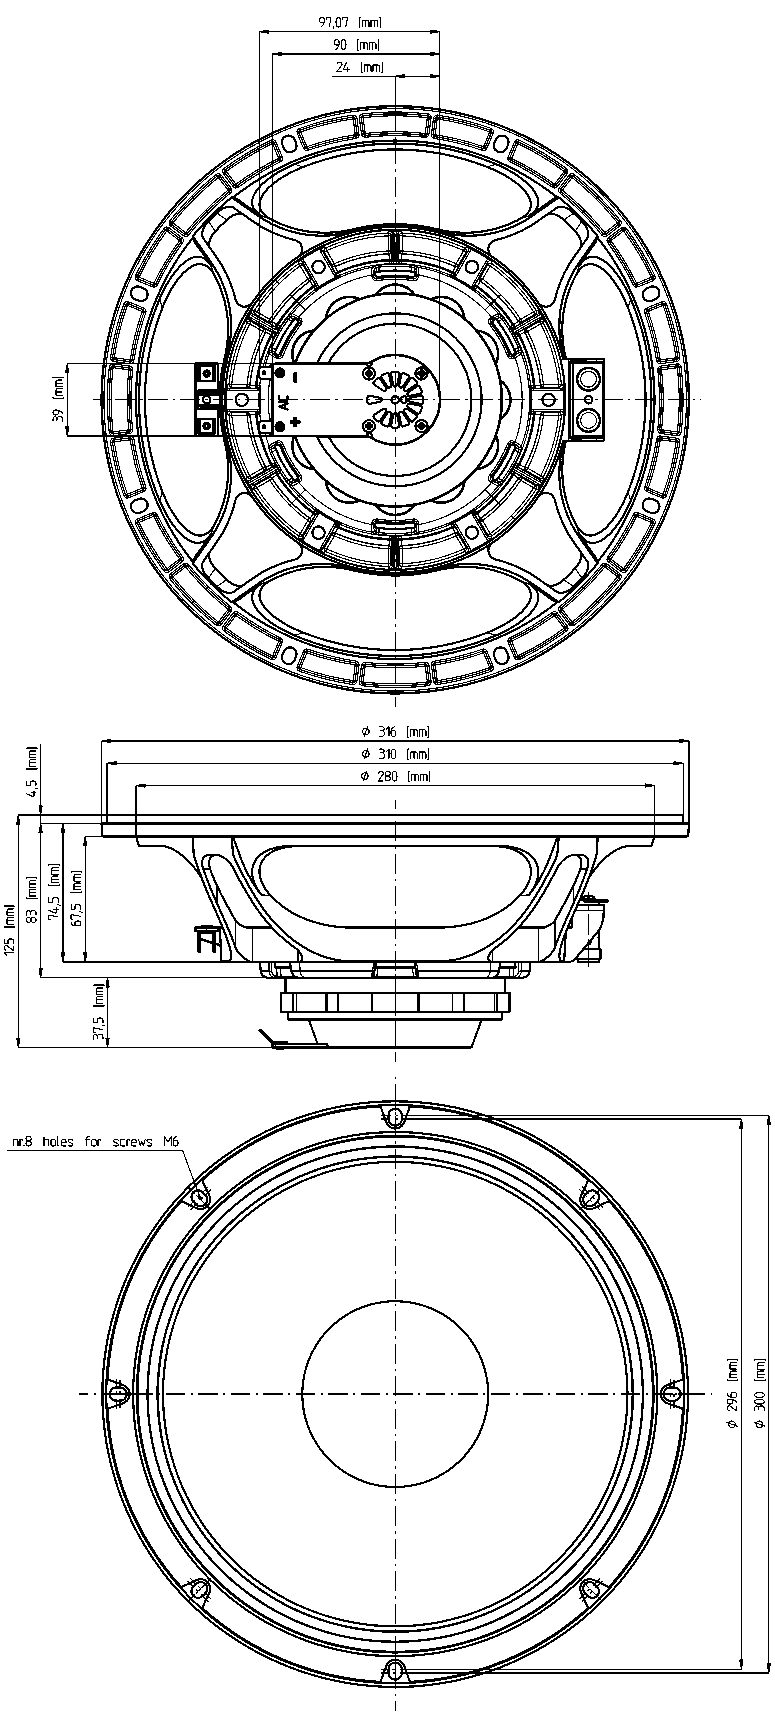 97,07 [mm]
90 [mm]
24 [mm]
39 [mm]
-
AC
+
ϕ 316 [mm]
ϕ 310 [mm]
ϕ 280 [mm]
4,5 [mm]
125 [mm]
83 [mm]
74,5 [mm]
67,5 [mm]
37,5 [mm]
nr.8 holes for screws M6
ϕ 296 [mm]
ϕ 300 [mm]